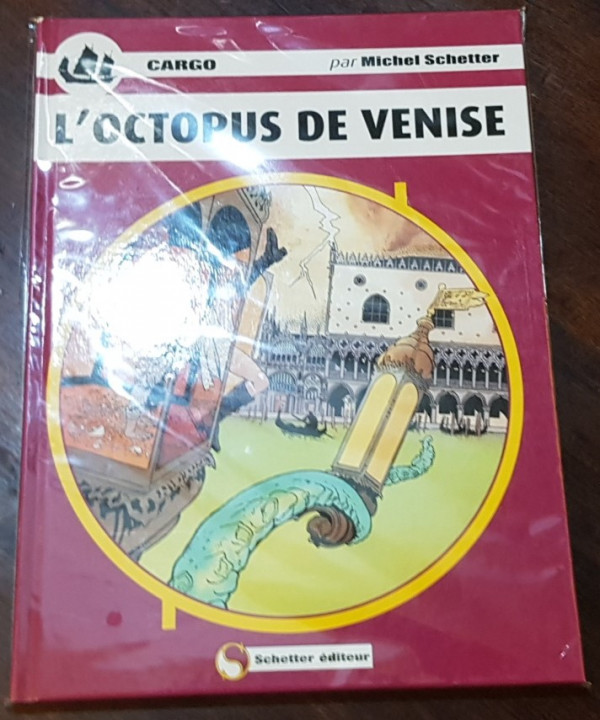 CARGO par Michel Schetter
L'OCTOPUS DE VENISE
Schetter éditeur